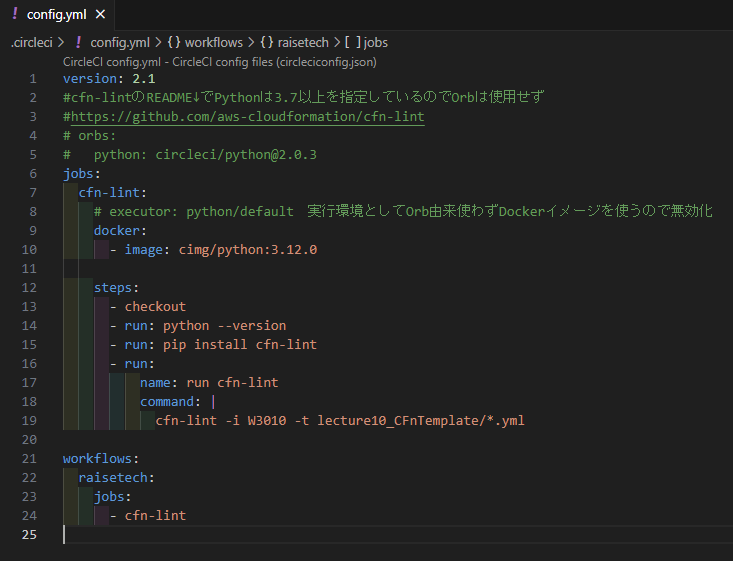 ! config.yml ×
.circleci > ! config.yml > { } workflows > { } raisetech > [ ] jobs
CircleCI config.yml - CircleCI config files (circleciconfig.json)
1 version: 2.1
2 #cfn-lintのREADME↓でPythonは3.7以上を指定しているのでOrbは使用せず
3 #https://github.com/aws-cloudformation/cfn-lint
4 # orbs:
5 #   python: circleci/python@2.0.3
6 jobs:
7   cfn-lint:
8     # executor: python/default　実行環境としてOrb由来使わずDockerイメージを使うので無効化
9     docker:
10       - image: cimg/python:3.12.0
11
12     steps:
13       - checkout
14       - run: python --version
15       - run: pip install cfn-lint
16       - run:
17           name: run cfn-lint
18           command: |
19             cfn-lint -i W3010 -t lecture10_CFnTemplate/*.yml
20
21 workflows:
22   raisetech:
23     jobs:
24       - cfn-lint
25